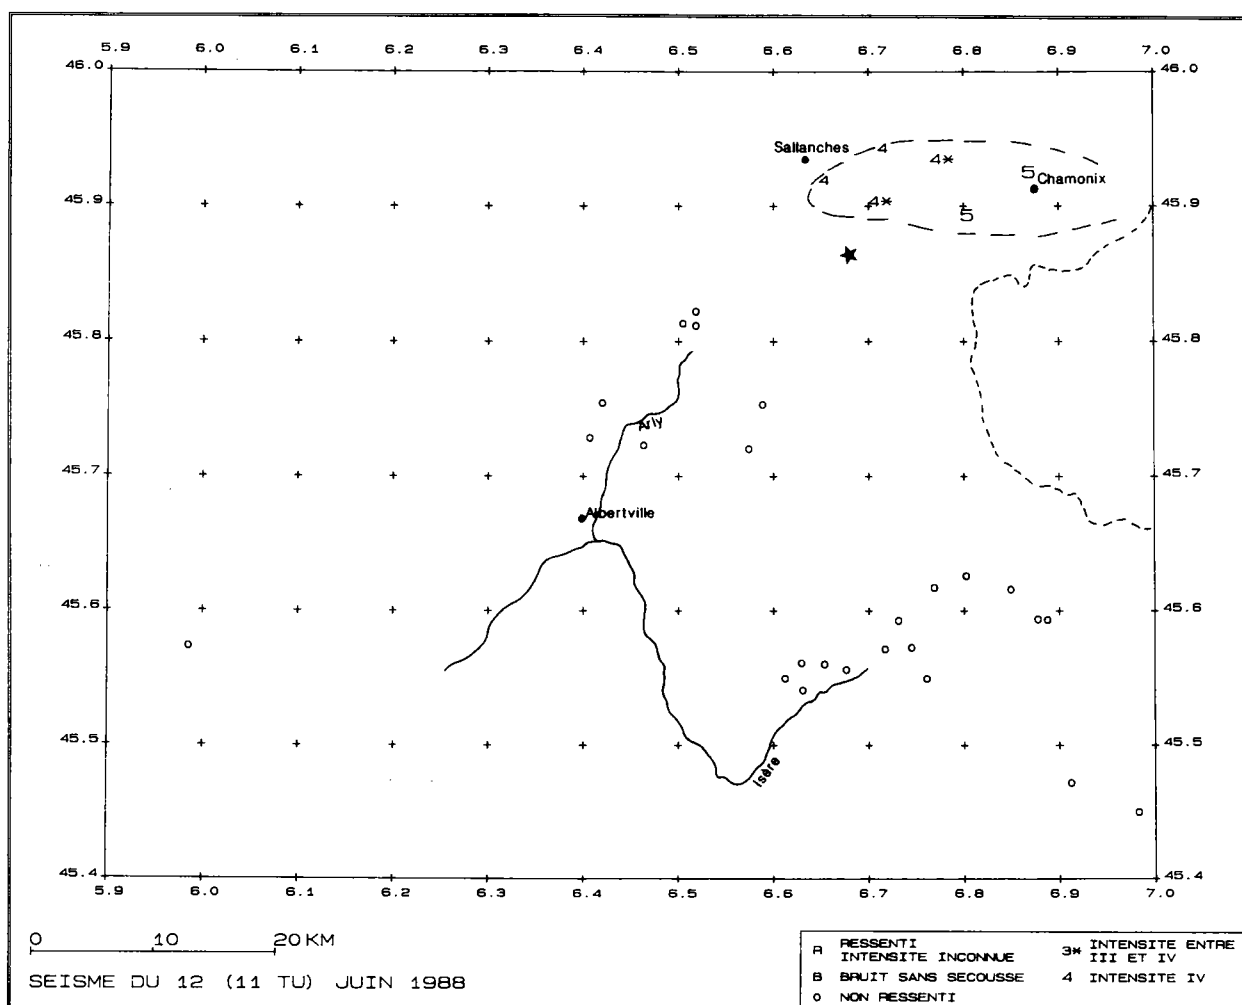 5.9 6.0 6.1 6.2 6.3 6.4 6.5 6.6 6.7 6.8 6.9 7.0
46.0 46.0
Sallanches
4
4*
4
5
Chamonix
4*
5
45.9 45.9
45.8 45.8
Arly
45.7 45.7
Albertville
45.6 45.6
45.5 45.5
Isère
45.4 45.4
5.9 6.0 6.1 6.2 6.3 6.4 6.5 6.6 6.7 6.8 6.9 7.0
0 10 20 KM
SEISME DU 12 (11 TU) JUIN 1988
A RESSENTI
INTENSITE INCONNUE
B BRUIT SANS SECOUSSE
o NON RESSENTI
3* INTENSITE ENTRE
III ET IV
4 INTENSITE IV